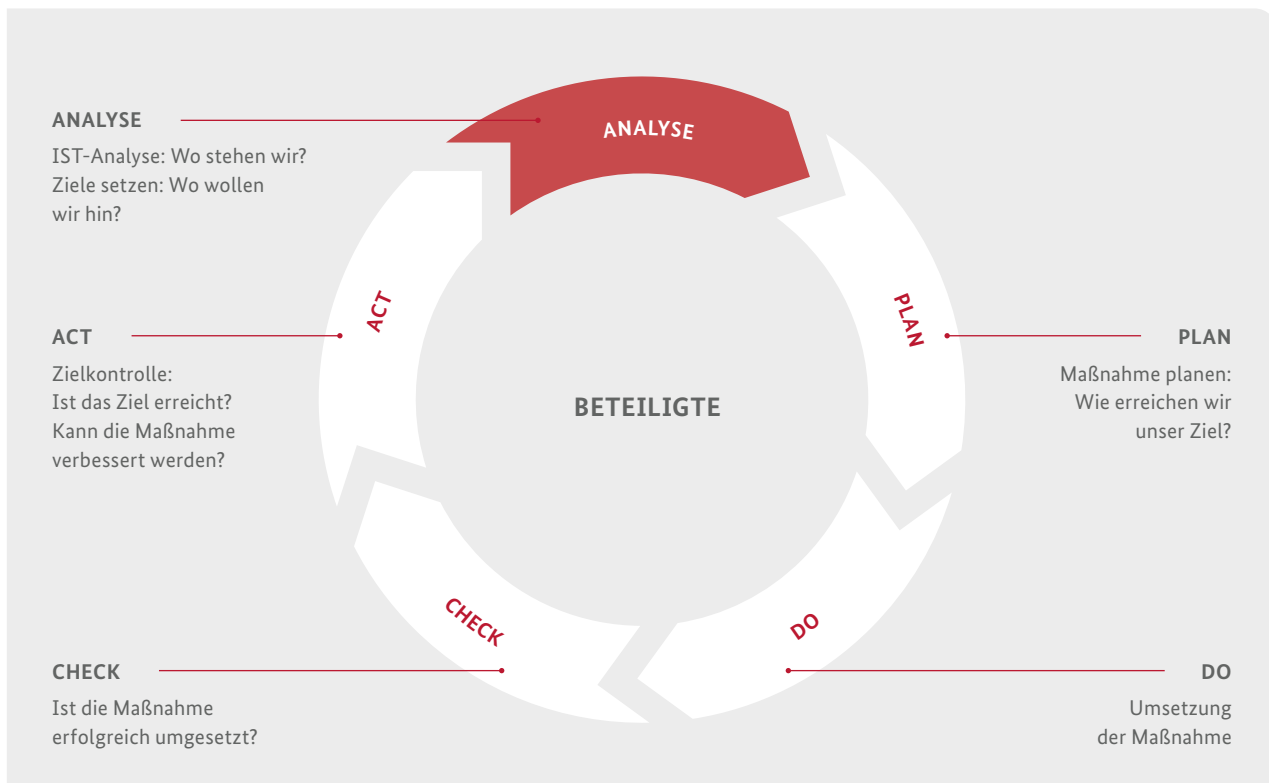 ANALYSE
IST-Analyse: Wo stehen wir?
Ziele setzen: Wo wollen
wir hin?
ANALYSE
ACT
PLAN
ACT
Zielkontrolle:
Ist das Ziel erreicht?
Kann die Maßnahme
verbessert werden?
BETEILIGTE
PLAN
Maßnahme planen:
Wie erreichen wir
unser Ziel?
CHECK
DO
CHECK
Ist die Maßnahme
erfolgreich umgesetzt?
DO
Umsetzung
der Maßnahme